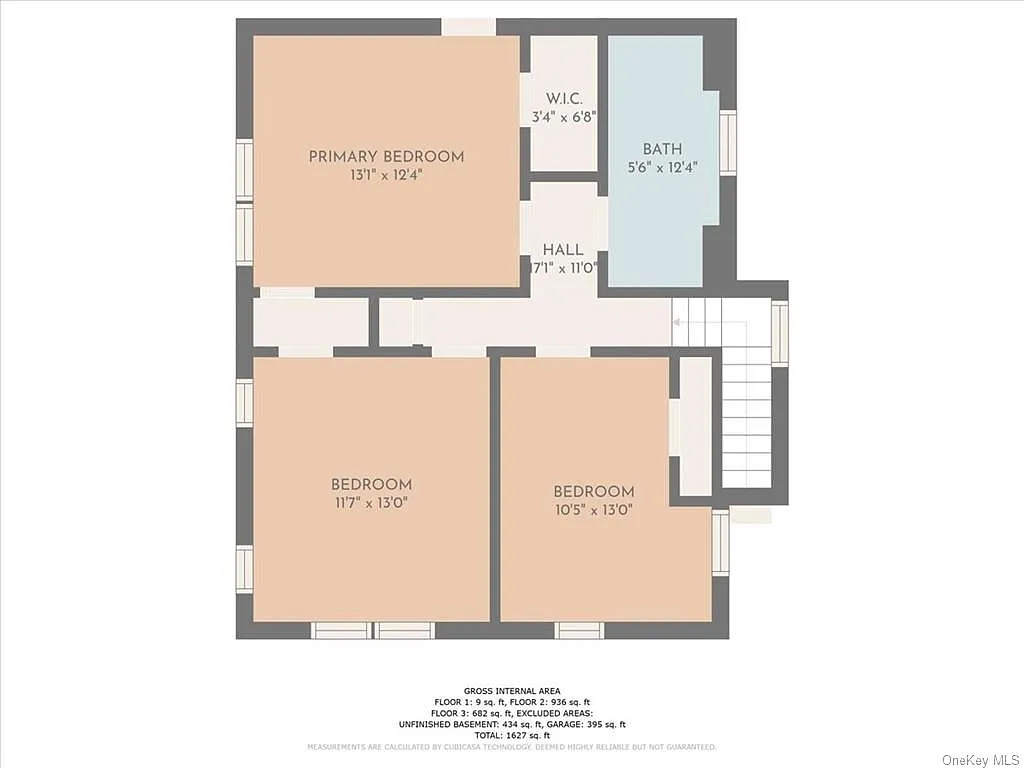 W.I.C.
3'4" x 6'8"
BATH
5'6" x 12'4"
PRIMARY BEDROOM
13'1" x 12'4"
HALL
17'1" x 11'0"
BEDROOM
11'7" x 13'0"
BEDROOM
10'5" x 13'0"
GROSS INTERNAL AREA
FLOOR 1: 9 sq. ft, FLOOR 2: 936 sq. ft
FLOOR 3: 682 sq. ft, EXCLUDED AREAS:
UNFINISHED BASEMENT: 434 sq. ft, GARAGE: 395 sq. ft
TOTAL: 1627 sq. ft
MEASUREMENTS ARE CALCULATED BY CUBICASA TECHNOLOGY. DEEMED HIGHLY RELIABLE BUT NOT GUARANTEED.
OneKey MLS